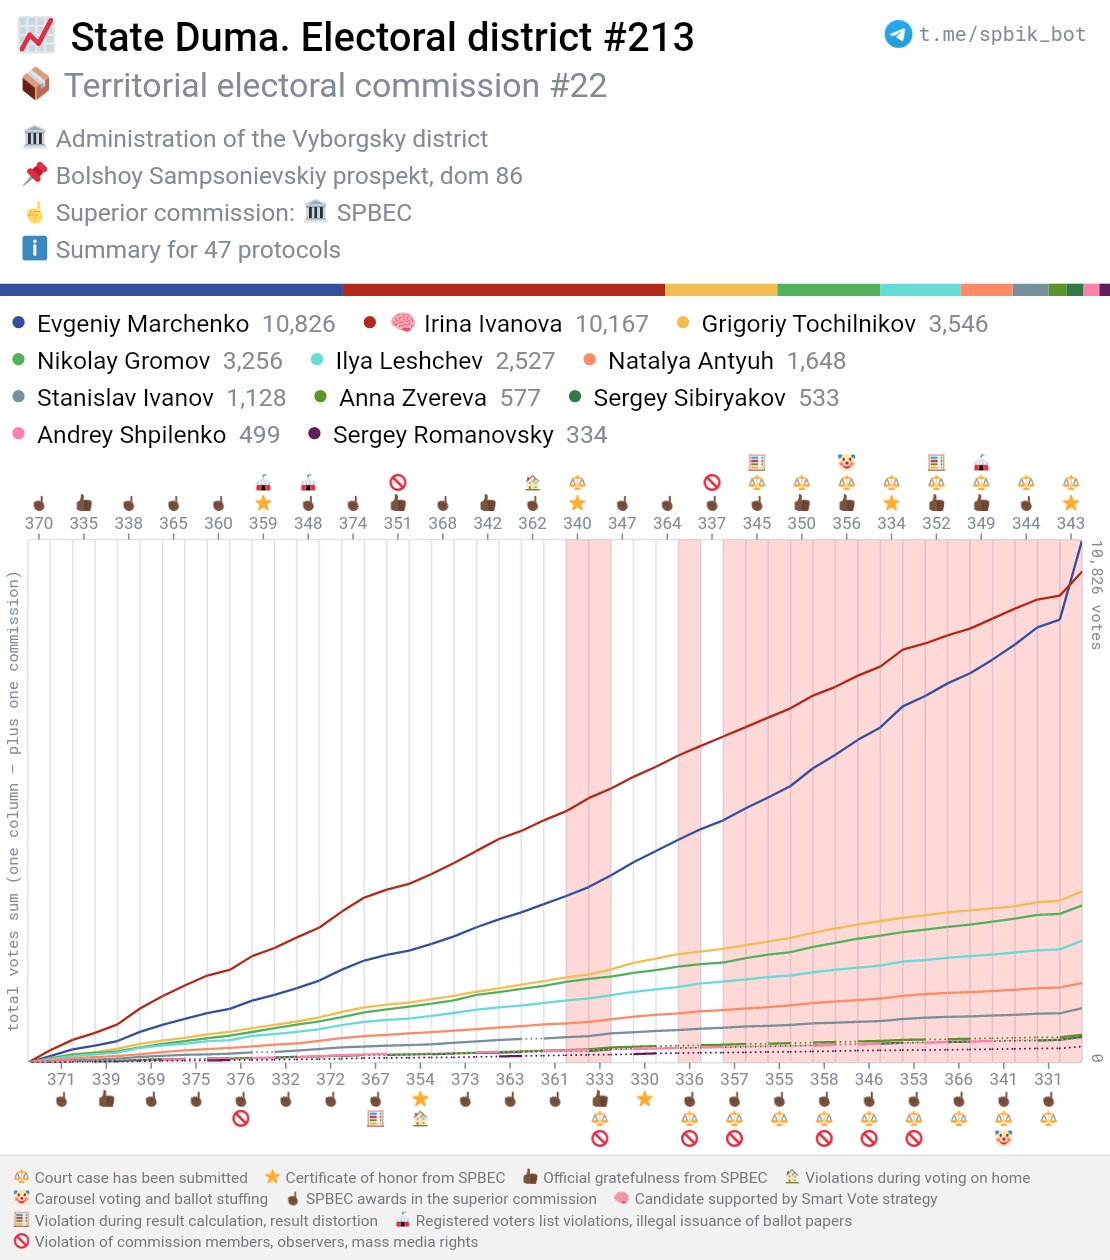 State Duma. Electoral district #213
t.me/spbik_bot
Territorial electoral commission #22
Administration of the Vyborgsky district
Bolshoy Sampsonievskiy prospekt, dom 86
Superior commission: SPBEC
Summary for 47 protocols
Evgeniy Marchenko 10,826 Irina Ivanova 10,167 Grigoriy Tochilnikov 3,546
Nikolay Gromov 3,256 Ilya Leshchev 2,527 Natalya Antyuh 1,648
Stanislav Ivanov 1,128 Anna Zvereva 577 Sergey Sibiryakov 533
Andrey Shpilenko 499 Sergey Romanovsky 334
370 335 338 365 360 359 348 374 351 368 342 362 340 347 364 337 345 350 356 334 352 349 344 343
total votes sum (one column – plus one commission)
10,826 votes
0
371 339 369 375 376 332 372 367 354 373 363 361 333 330 336 357 355 358 346 353 366 341 331
Court case has been submitted Certificate of honor from SPBEC Official gratefulness from SPBEC Violations during voting on home
Carousel voting and ballot stuffing SPBEC awards in the superior commission Candidate supported by Smart Vote strategy
Violation during result calculation, result distortion Registered voters list violations, illegal issuance of ballot papers
Violation of commission members, observers, mass media rights